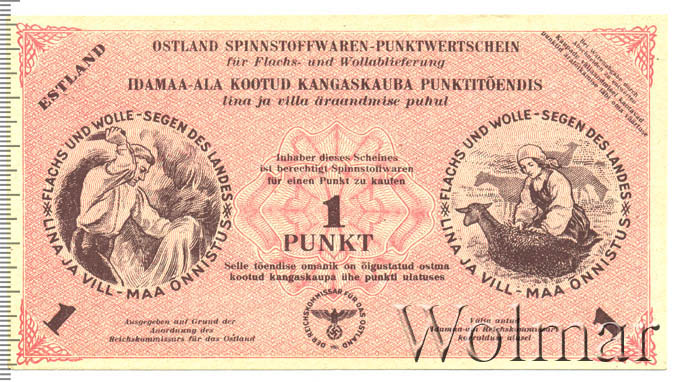 ESTLAND
OSTLAND SPINNSTOFFWAREN-PUNKTWERTSCHEIN
für Flachs- und Wollablieferung
IDAMAA-ALA KOOTUD KANGASKAUBA PUNKTITÕENDIS
lina ja villa äraandmise puhul
Bei Weitergabe durch
FLACHS UND WOLLE - SEGEN DES LANDES
LINA JA VILL - MAA ÕNNISTUS
FLACHS UND WOLLE - SEGEN DES LANDES
LINA JA VILL - MAA ÕNNISTUS
Inhaber dieses Scheines
ist berechtigt Spinnstoffwaren
für einen Punkt zu kaufen
1
PUNKT
Selle tõendise omanik on õigustatud ostma
kootud kangaskaupa ühe punkti ulatuses
1
Ausgegeben auf Grund der
Anordnung des
Reichskommissars für das Ostland
DER REICHSKOMMISSAR FÜR DAS OSTLAND
Välja antud
Idamaa-ala Reichskommissari
korralduse alusel
1
Wolmar